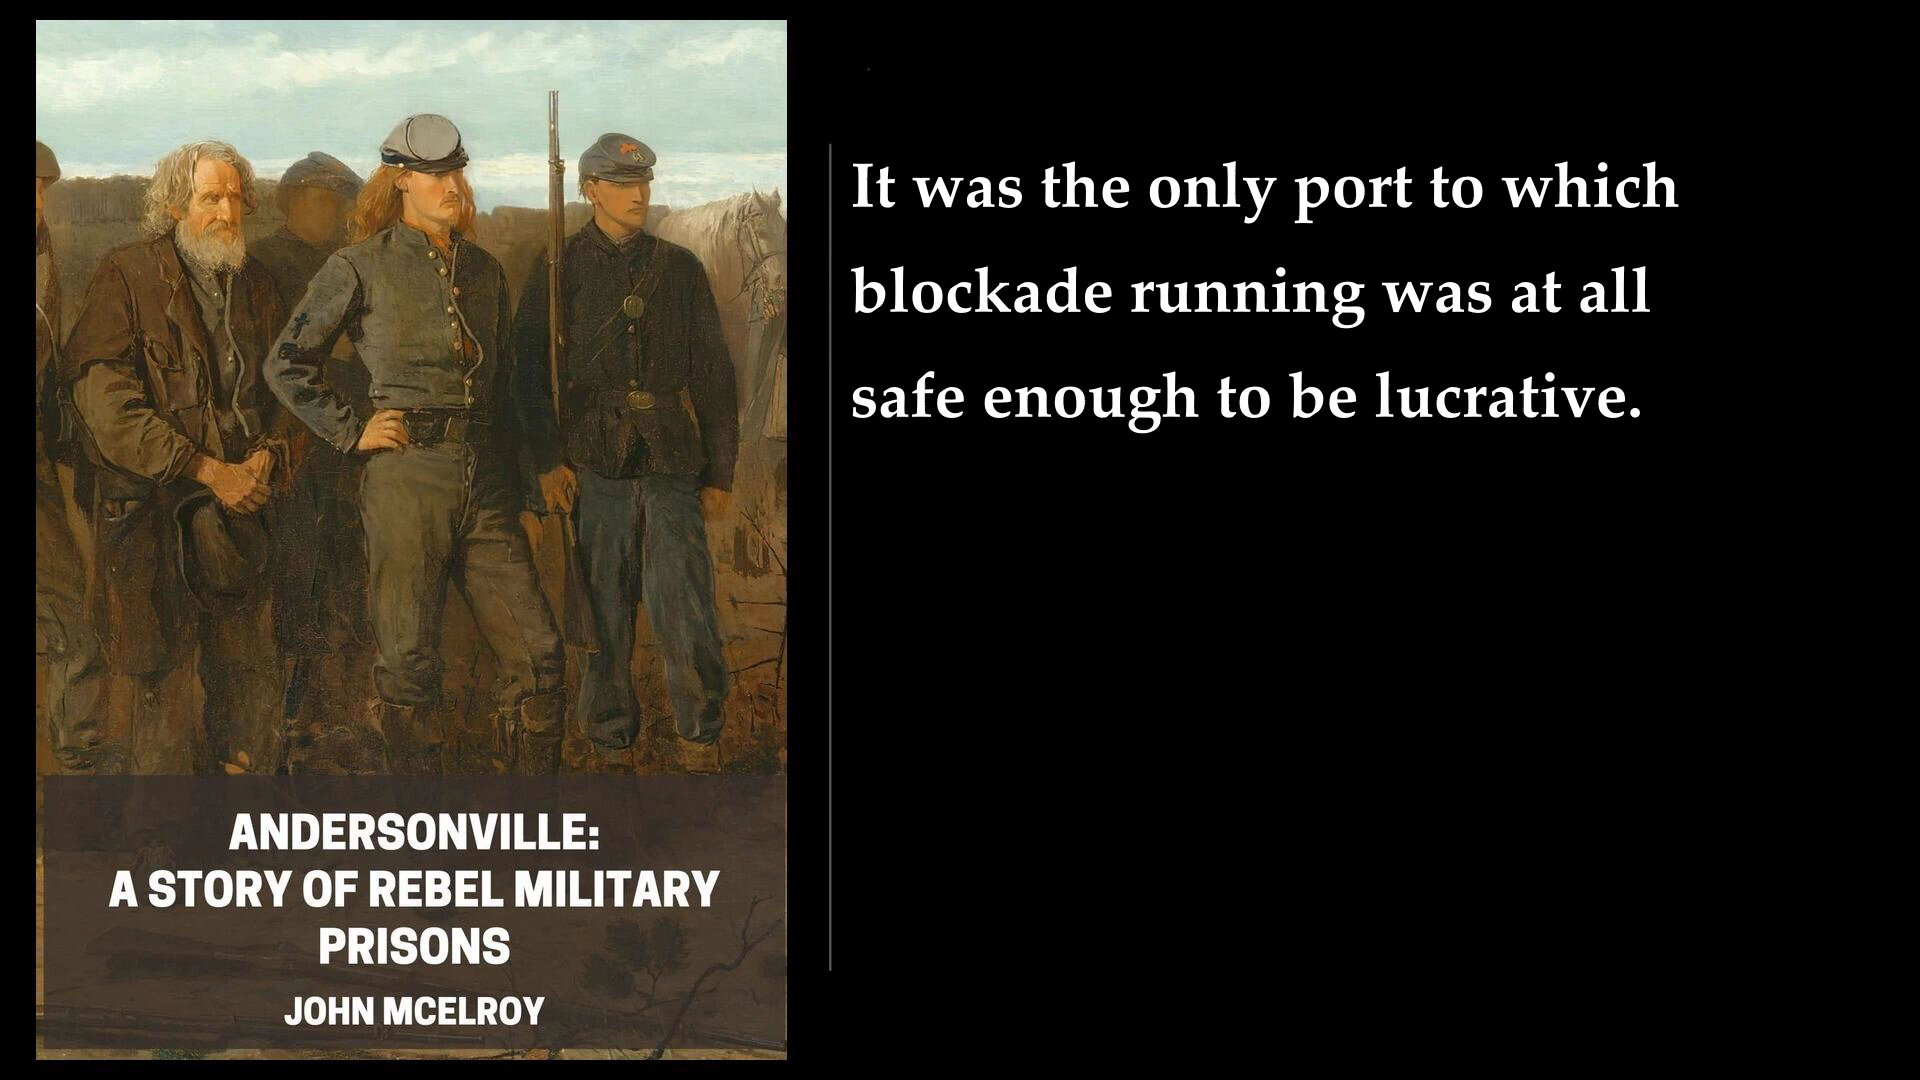 It was the only port to which
blockade running was at all
safe enough to be lucrative.
ANDERSONVILLE:
A STORY OF REBEL MILITARY
PRISONS
JOHN MCELROY